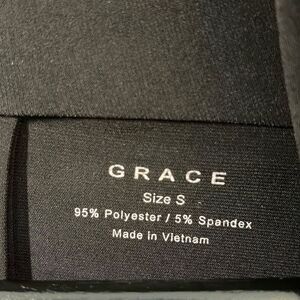 GRACE
Size S
95% Polyester / 5% Spandex
Made in Vietnam